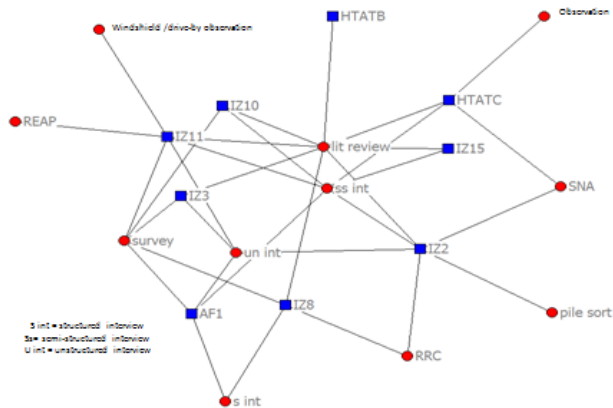 Windshield /drive-by observation
HTATB
Observation
IZ10
HTATC
REAP
IZ11
lit review
IZ15
ss int
SNA
IZ3
survey
un int
IZ2
AF1
IZ8
pile sort
S int = structured interview
Ss= semi-structured interview
U int = unstructured interview
RRC
s int